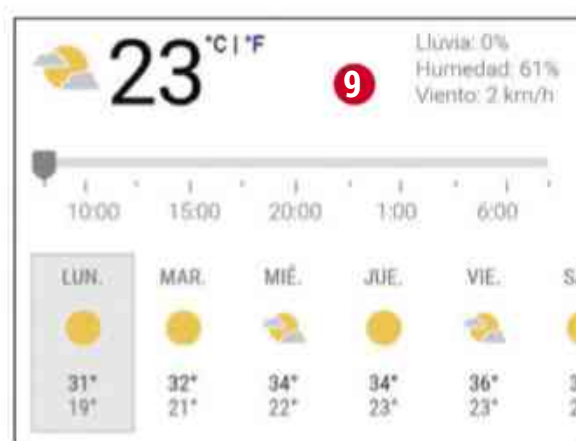 23 °C | °F
9
Lluvia: 0%
Humedad: 61%
Viento: 2 km/h
10:00 15:00 20:00 1:00 6:00
LUN. MAR. MIÉ. JUE. VIE.
31° 32° 34° 34° 36°
19° 21° 22° 23° 23°